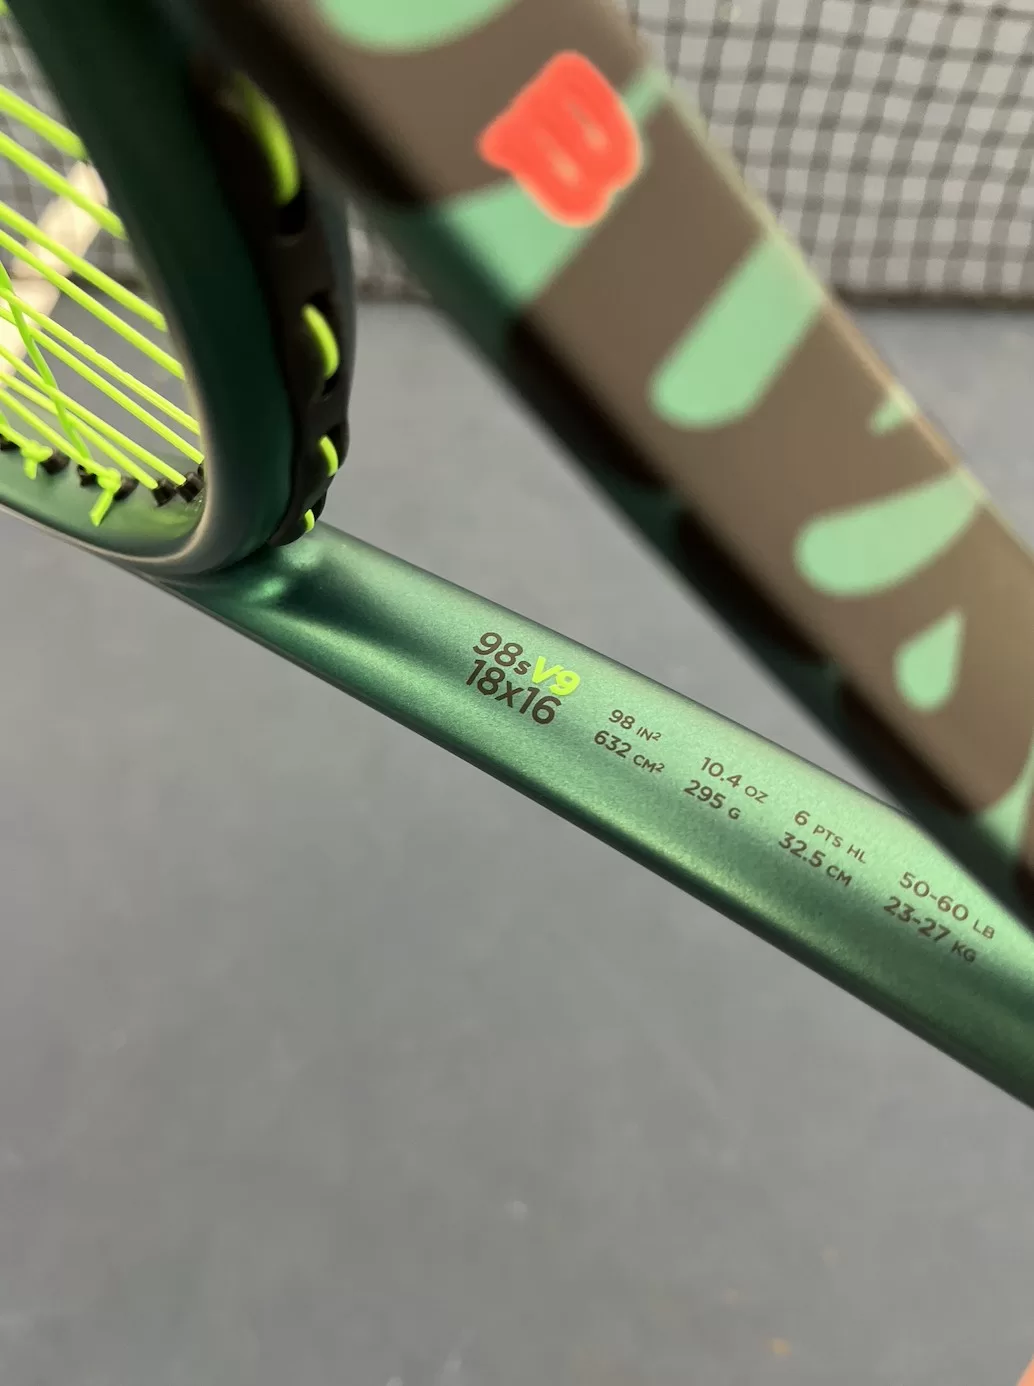 98s V9
18x16
98 IN²
632 CM²
10.4 OZ
295 G
6 PTS HL
32.5 CM
50-60 LB
23-27 KG